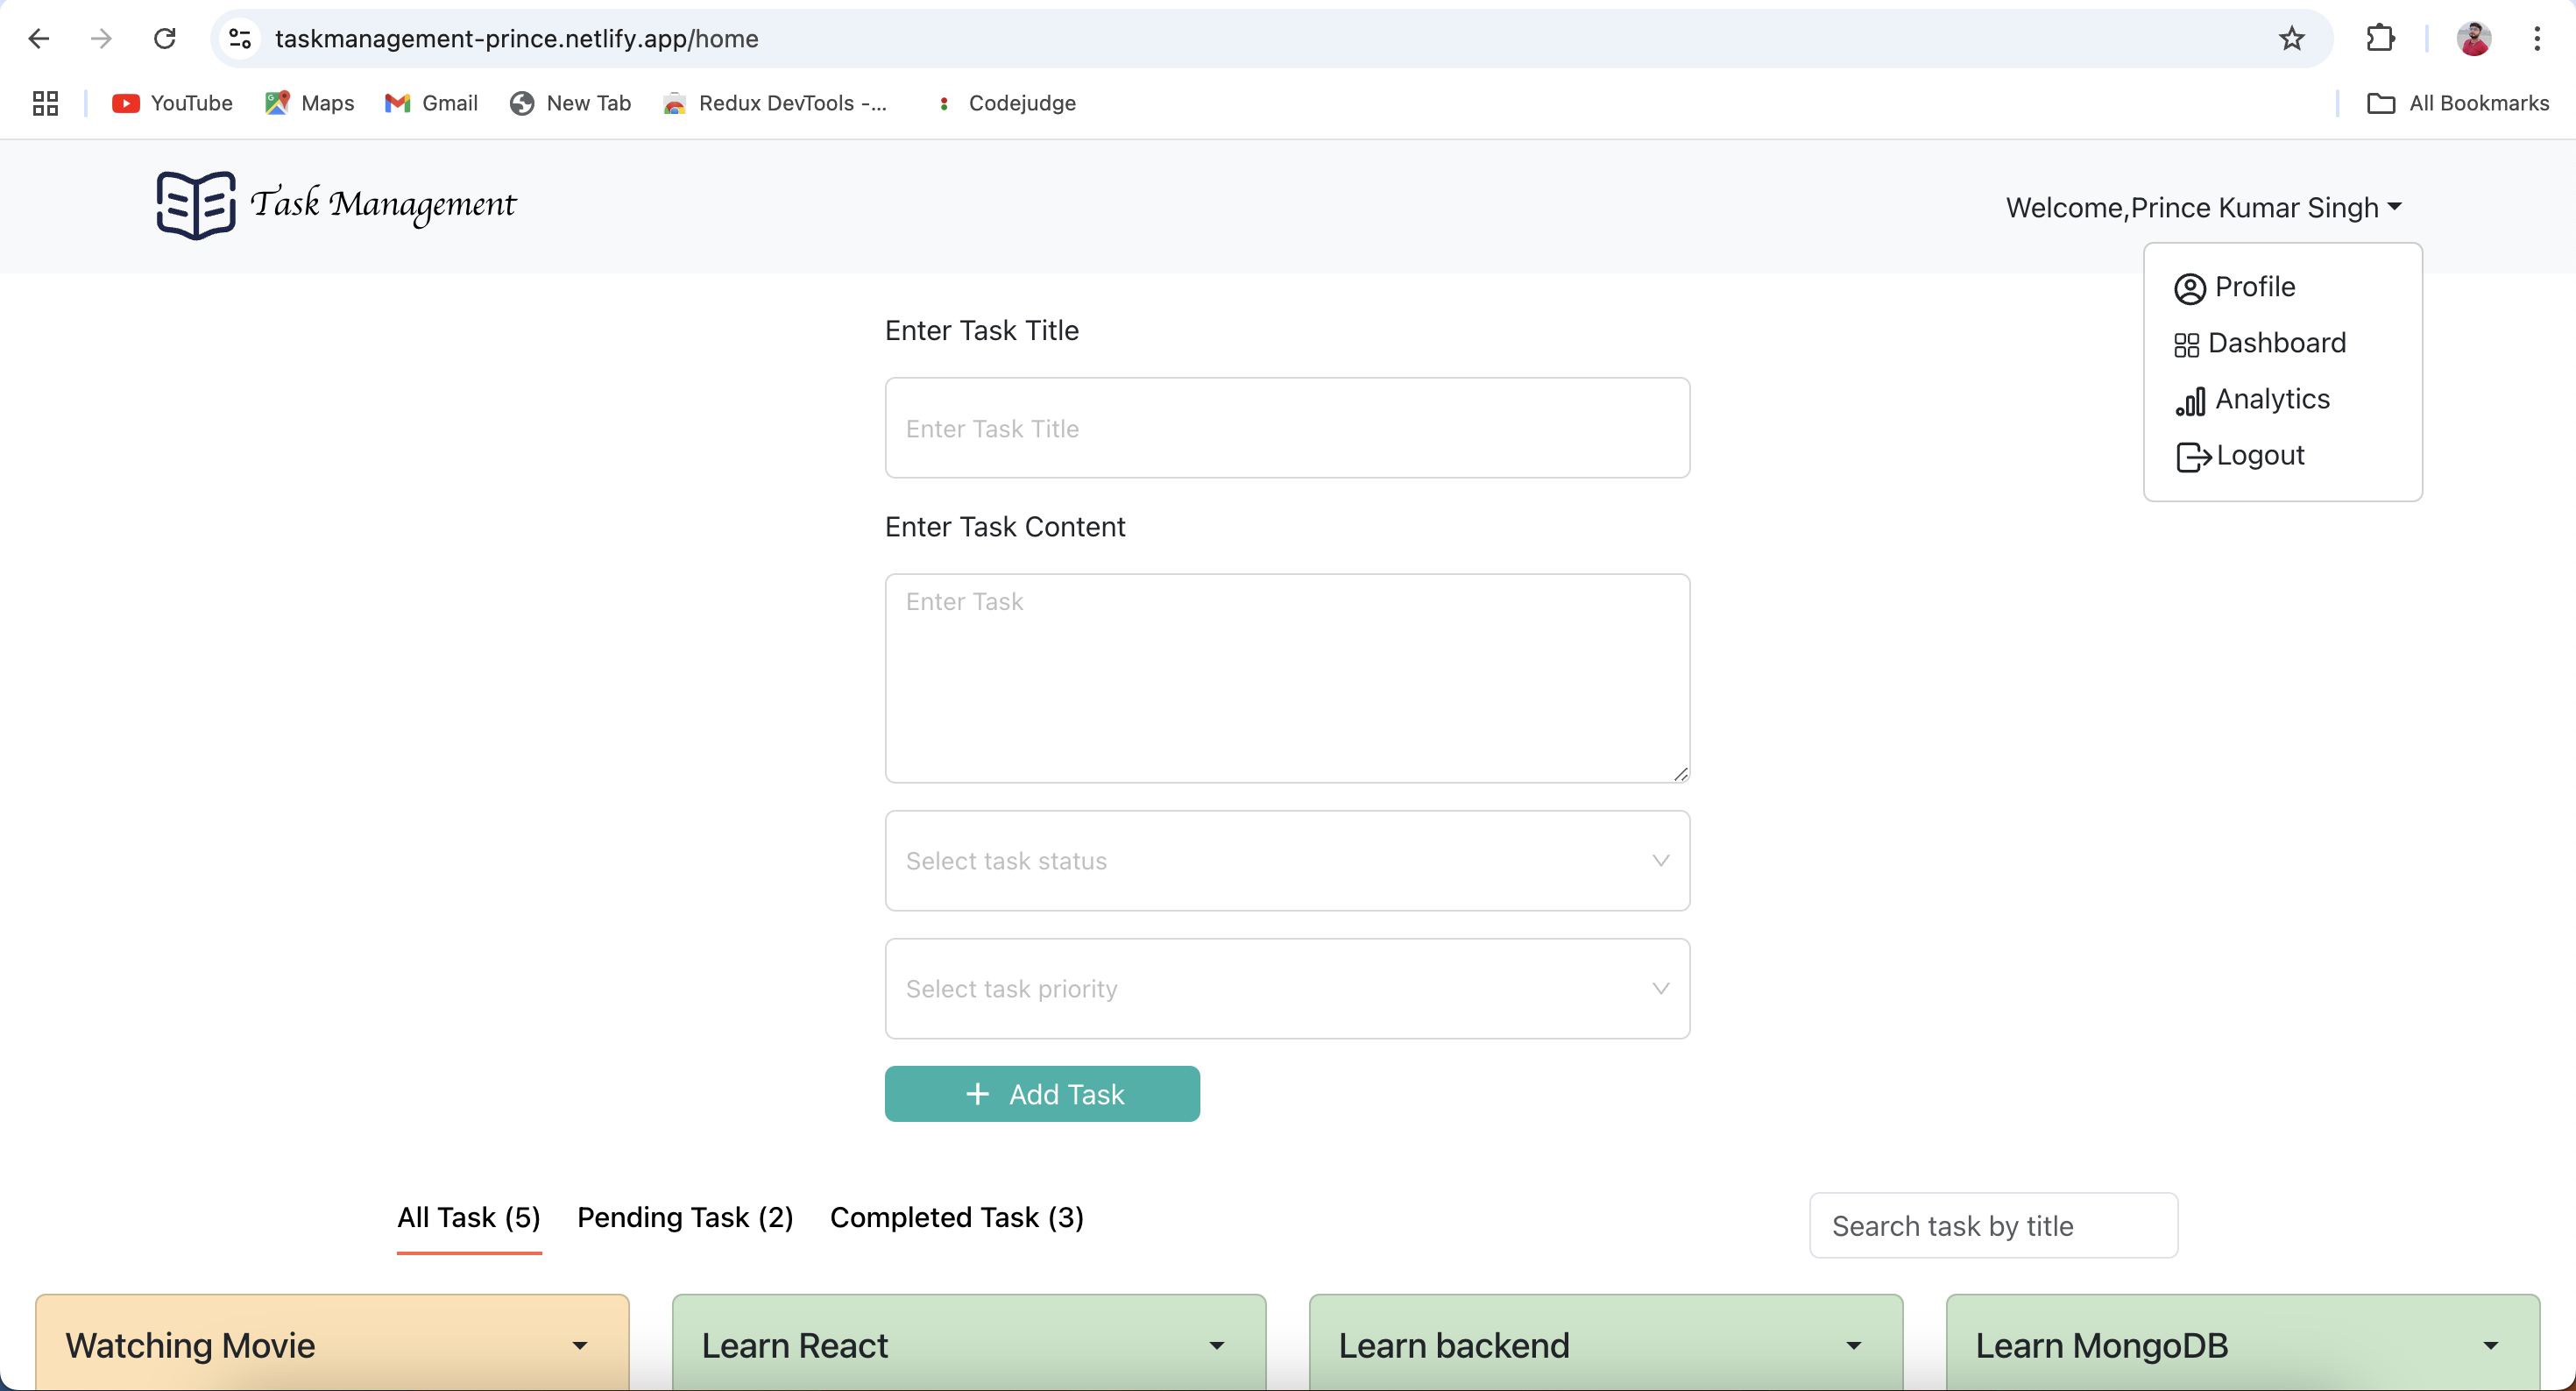 taskmanagement-prince.netlify.app/home
YouTube Maps Gmail New Tab Redux DevTools -... Codejudge All Bookmarks
Task Management
Welcome,Prince Kumar Singh
Profile
Dashboard
Analytics
Logout
Enter Task Title
Enter Task Title
Enter Task Content
Enter Task
Select task status
Select task priority
+ Add Task
All Task (5) Pending Task (2) Completed Task (3)
Search task by title
Watching Movie Learn React Learn backend Learn MongoDB